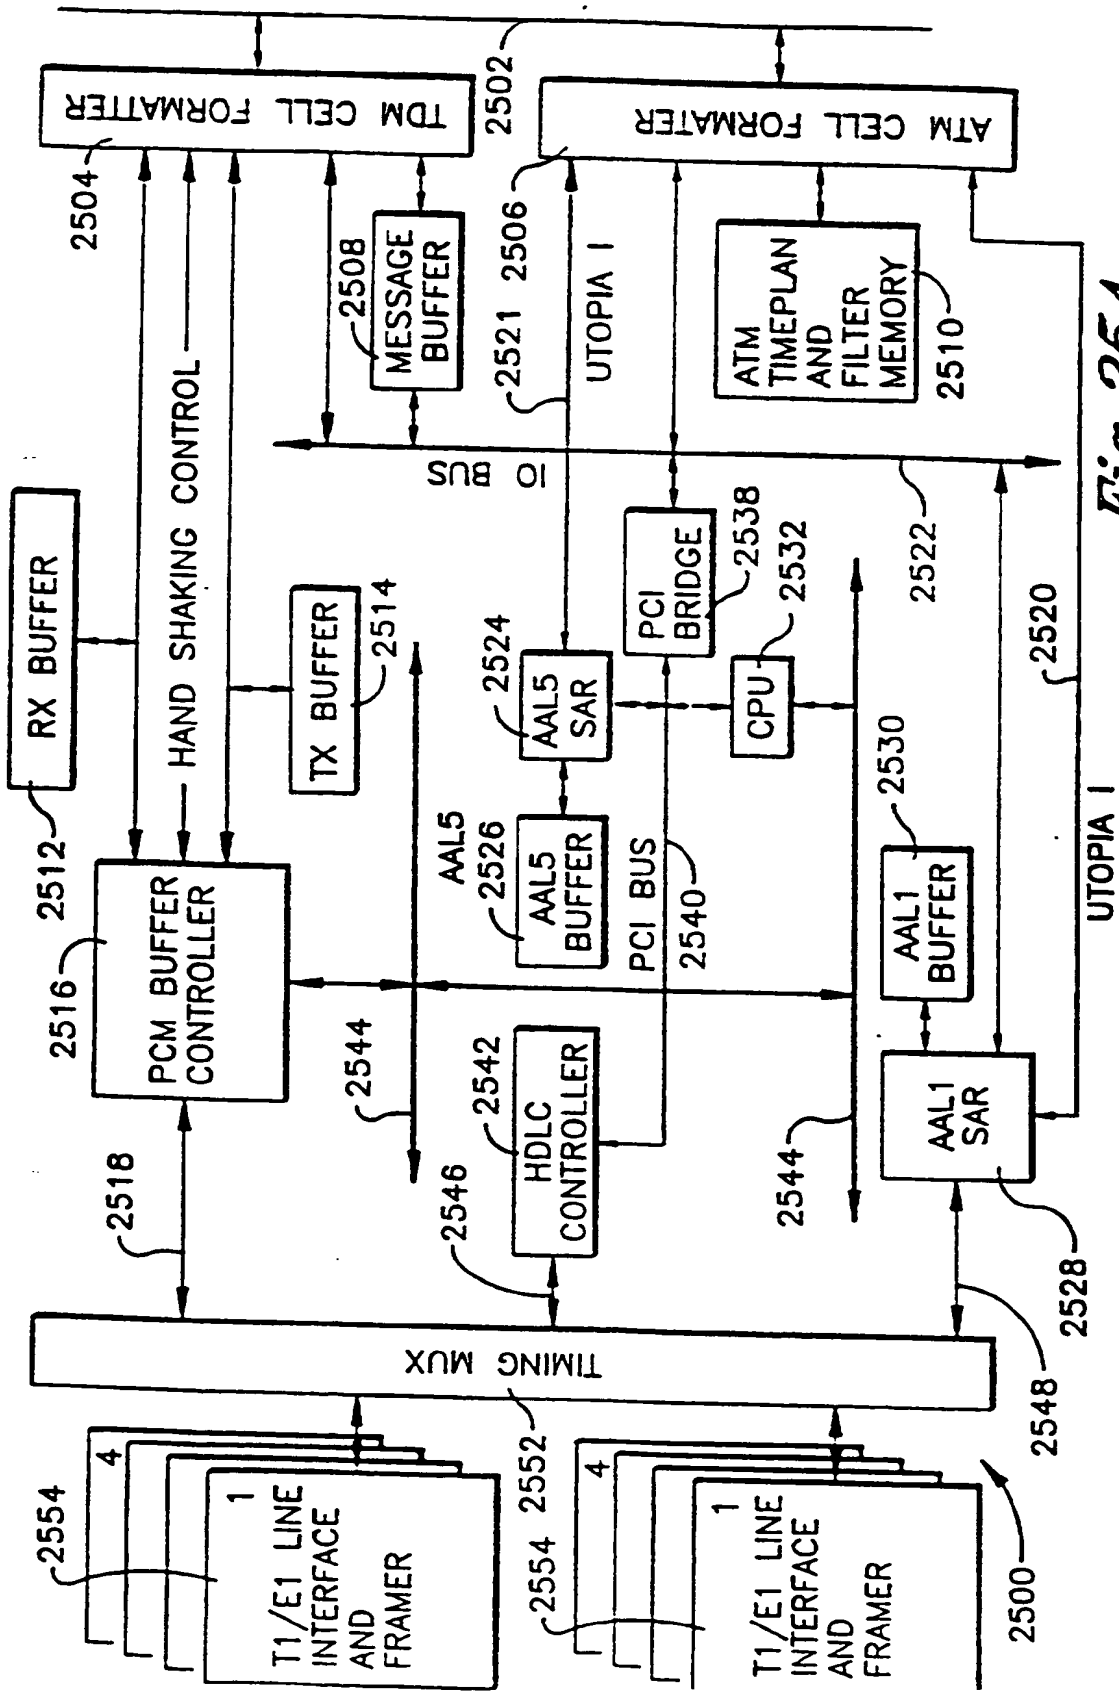 2554
4
1
T1/E1 LINE
INTERFACE
AND
FRAMER
2554
4
1
T1/E1 LINE
INTERFACE
AND
FRAMER
2500
2552
TIMING MUX
2518
2546
2548
2516
PCM BUFFER
CONTROLLER
2544
2542
HDLC
CONTROLLER
2544
AAL1
SAR
2528
2512
RX BUFFER
HAND SHAKING CONTROL
TX BUFFER
2514
AAL5
2526
AAL5
BUFFER
2524
AAL5
SAR
PCI BUS
2540
PCI
BRIDGE
2538
CPU
2532
AAL1
BUFFER
2530
UTOPIA I
2520
2522
IO BUS
2504
TDM CELL FORMATTER
2508
MESSAGE
BUFFER
2521
UTOPIA I
2506
ATM CELL FORMATER
ATM
TIMEPLAN
AND
FILTER
MEMORY
2510
2502